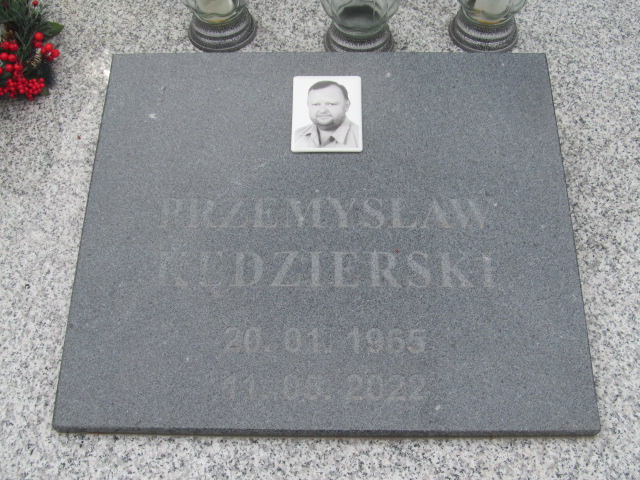 PRZEMYSŁAW
KĘDZIERSKI
20. 01. 1965
11. 08. 2022